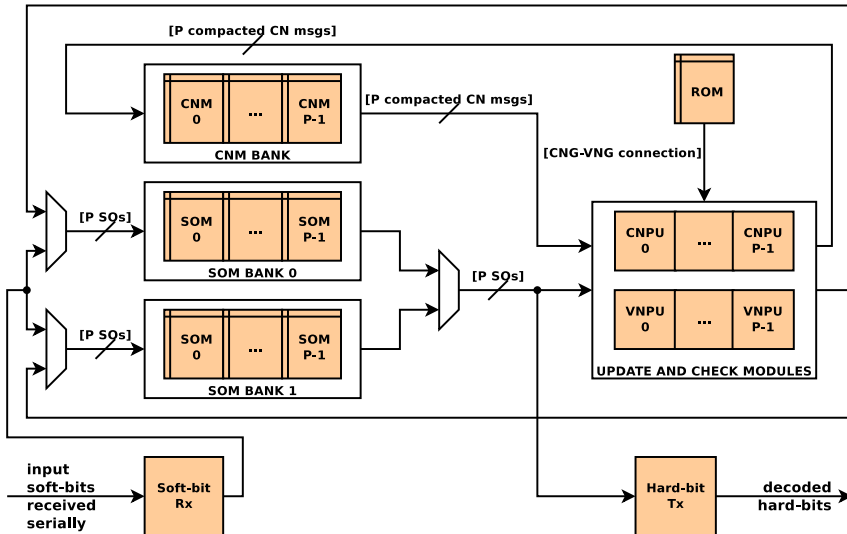 [P compacted CN msgs]
CNM
0
...
CNM
P-1
CNM BANK
[P compacted CN msgs]
ROM
[CNG-VNG connection]
[P SOs]
SOM
0
...
SOM
P-1
SOM BANK 0
[P SOs]
SOM
0
...
SOM
P-1
SOM BANK 1
[P SOs]
CNPU
0
...
CNPU
P-1
VNPU
0
...
VNPU
P-1
UPDATE AND CHECK MODULES
input
soft-bits
received
serially
Soft-bit
Rx
Hard-bit
Tx
decoded
hard-bits